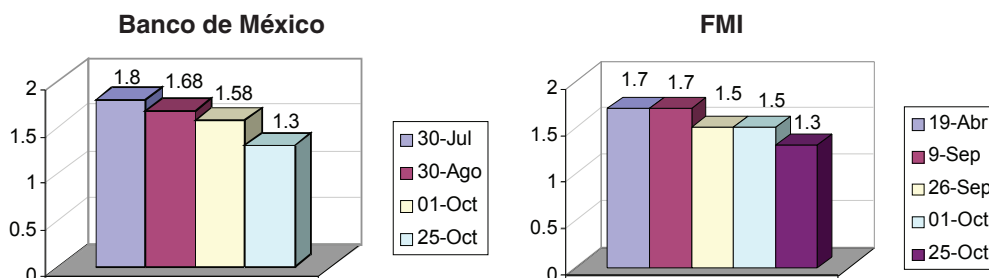 Banco de México
2
1.5
1
0.5
0
1.8
1.68
1.58
1.3
30-Jul
30-Ago
01-Oct
25-Oct
FMI
2
1.5
1
0.5
0
1.7
1.7
1.5
1.5
1.3
19-Abr
9-Sep
26-Sep
01-Oct
25-Oct